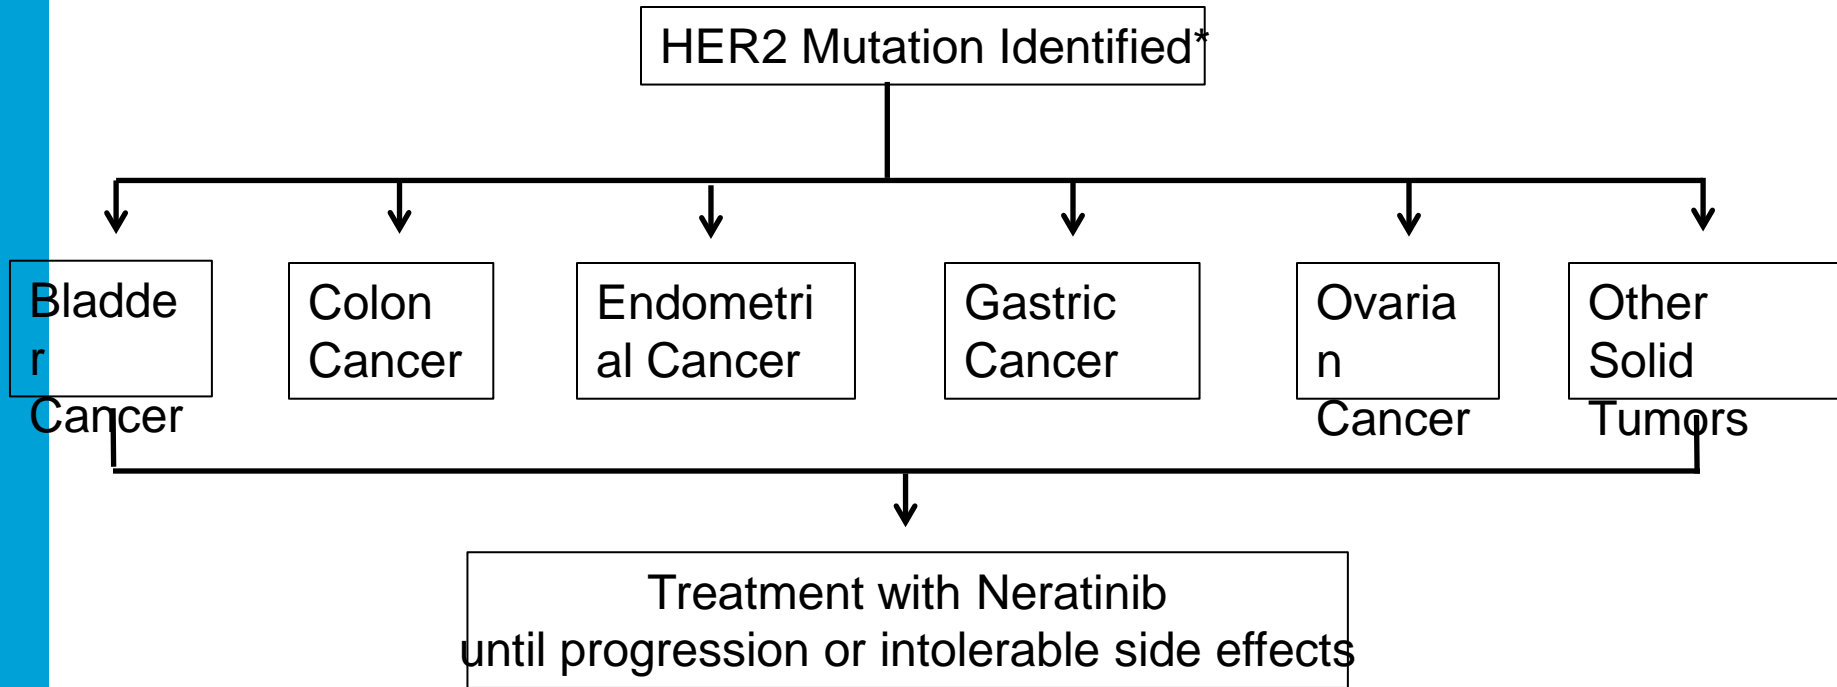 HER2 Mutation Identified*
Bladde
r
Cancer
Colon
Cancer
Endometri
al Cancer
Gastric
Cancer
Ovaria
n
Cancer
Other
Solid
Tumors
Treatment with Neratinib
until progression or intolerable side effects